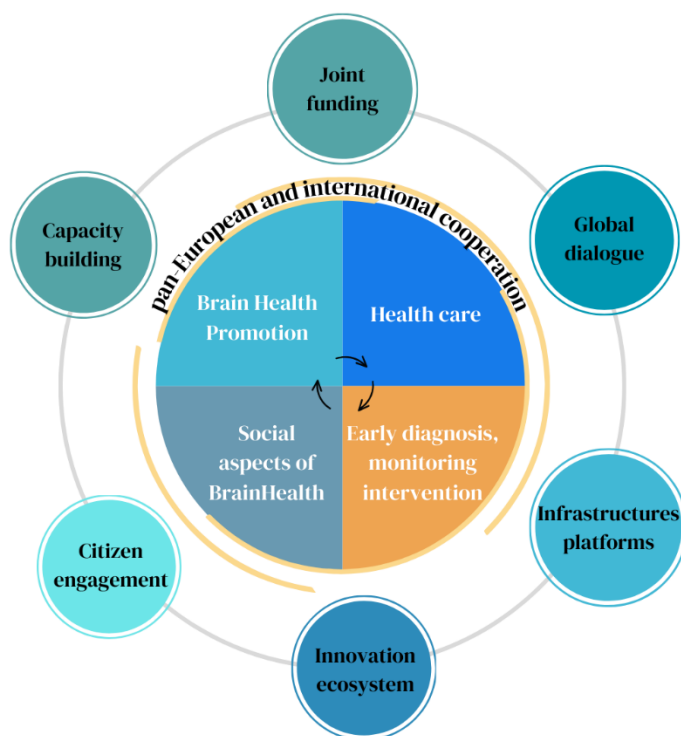 Joint
funding
Capacity
building
Global
dialogue
pan-European and international cooperation
Brain Health
Promotion
Health care
Social
aspects of
BrainHealth
Early diagnosis,
monitoring
intervention
Infrastructures
platforms
Citizen
engagement
Innovation
ecosystem